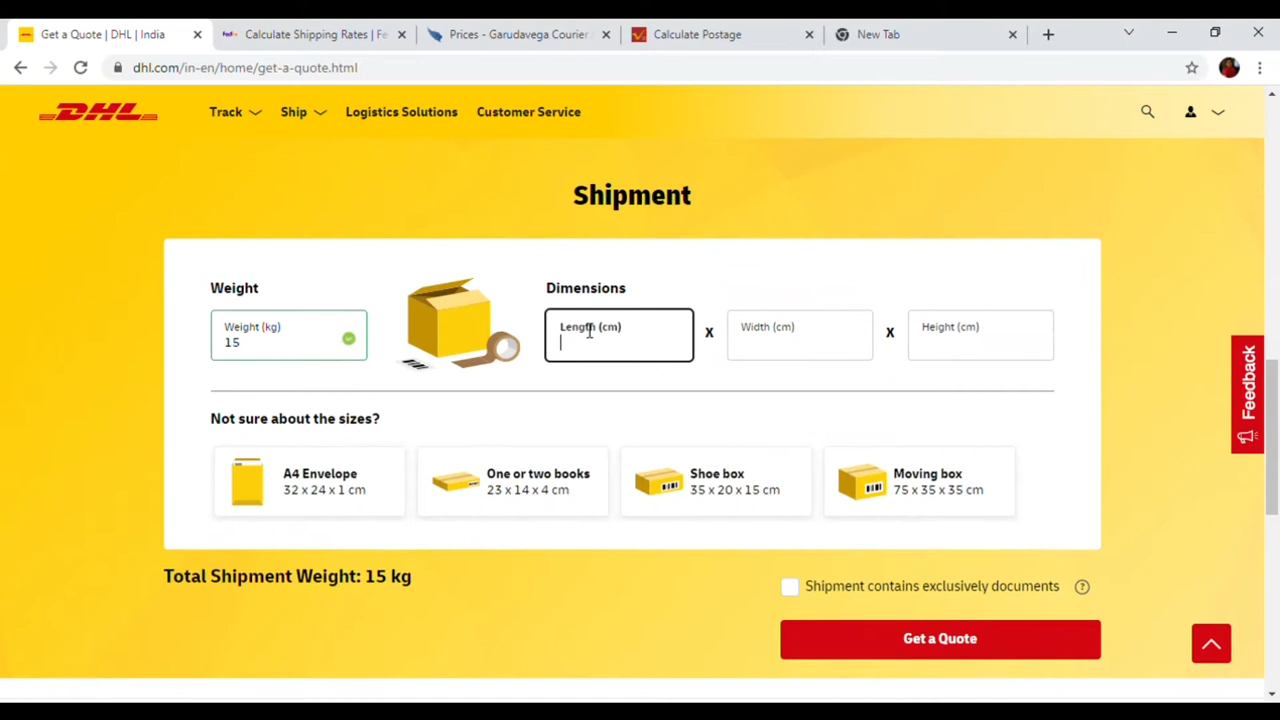 Get a Quote | DHL | India
Calculate Shipping Rates | Fe
Prices - Garudavega Courier
Calculate Postage
New Tab
dhl.com/in-en/home/get-a-quote.html
DHL
Track
Ship
Logistics Solutions
Customer Service
Shipment
Weight
Dimensions
Weight (kg)
15
Length (cm)
X
Width (cm)
X
Height (cm)
Not sure about the sizes?
A4 Envelope
32 x 24 x 1 cm
One or two books
23 x 14 x 4 cm
Shoe box
35 x 20 x 15 cm
Moving box
75 x 35 x 35 cm
Total Shipment Weight: 15 kg
Shipment contains exclusively documents
Get a Quote
Feedback